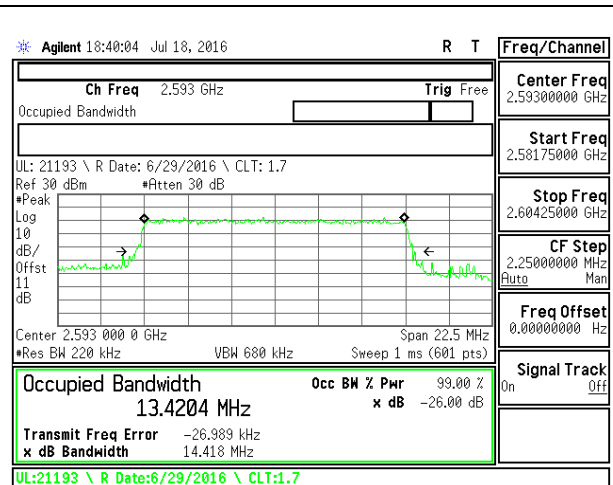 Agilent 18:40:04 Jul 18, 2016 R T
Freq/Channel
Ch Freq 2.593 GHz Trig Free
Occupied Bandwidth
Center Freq
2.59300000 GHz
Start Freq
2.58175000 GHz
Stop Freq
2.60425000 GHz
CF Step
2.25000000 MHz
Auto Man
Freq Offset
0.00000000 Hz
Signal Track
On Off
UL: 21193 \ R Date: 6/29/2016 \ CLT: 1.7
Ref 30 dBm #Atten 30 dB
#Peak
Log
10
dB/
Offst
11
dB
Center 2.593 000 0 GHz Span 22.5 MHz
#Res BW 220 kHz VBW 680 kHz Sweep 1 ms (601 pts)
Occupied Bandwidth Occ BW % Pwr 99.00 %
13.4204 MHz x dB -26.00 dB
Transmit Freq Error -26.989 kHz
x dB Bandwidth 14.418 MHz
UL:21193 \ R Date:6/29/2016 \ CLT:1.7